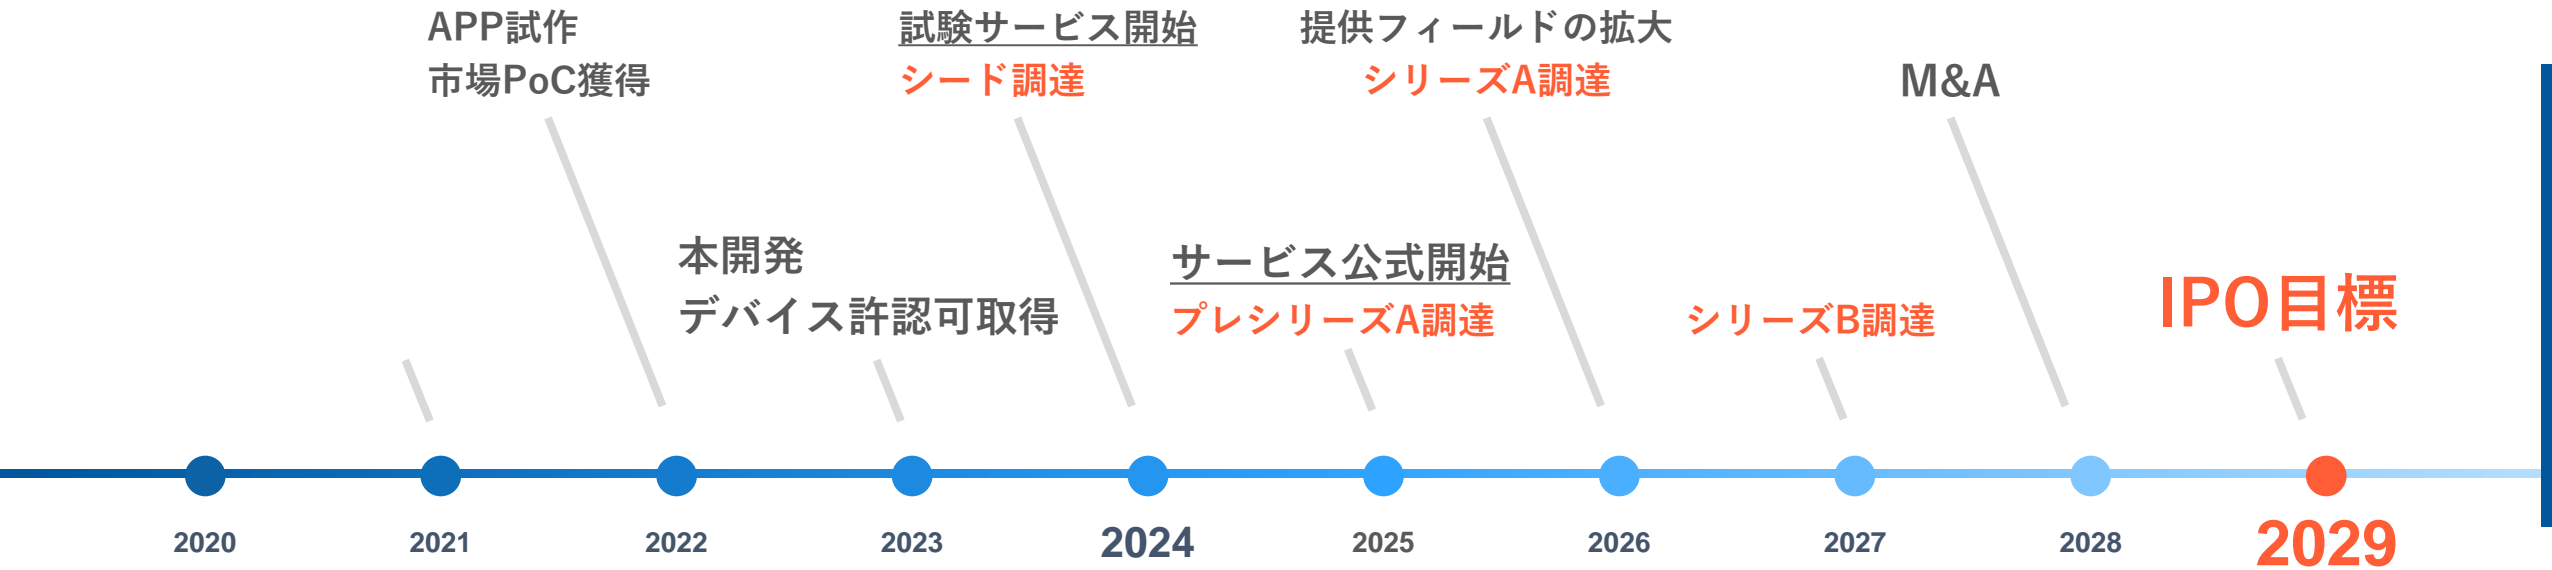 APP試作
市場PoC獲得
試験サービス開始
シード調達
提供フィールドの拡大
シリーズA調達
M&A
本開発
デバイス許認可取得
サービス公式開始
プレシリーズA調達
シリーズB調達
IPO目標
2020
2021
2022
2023
2024
2025
2026
2027
2028
2029